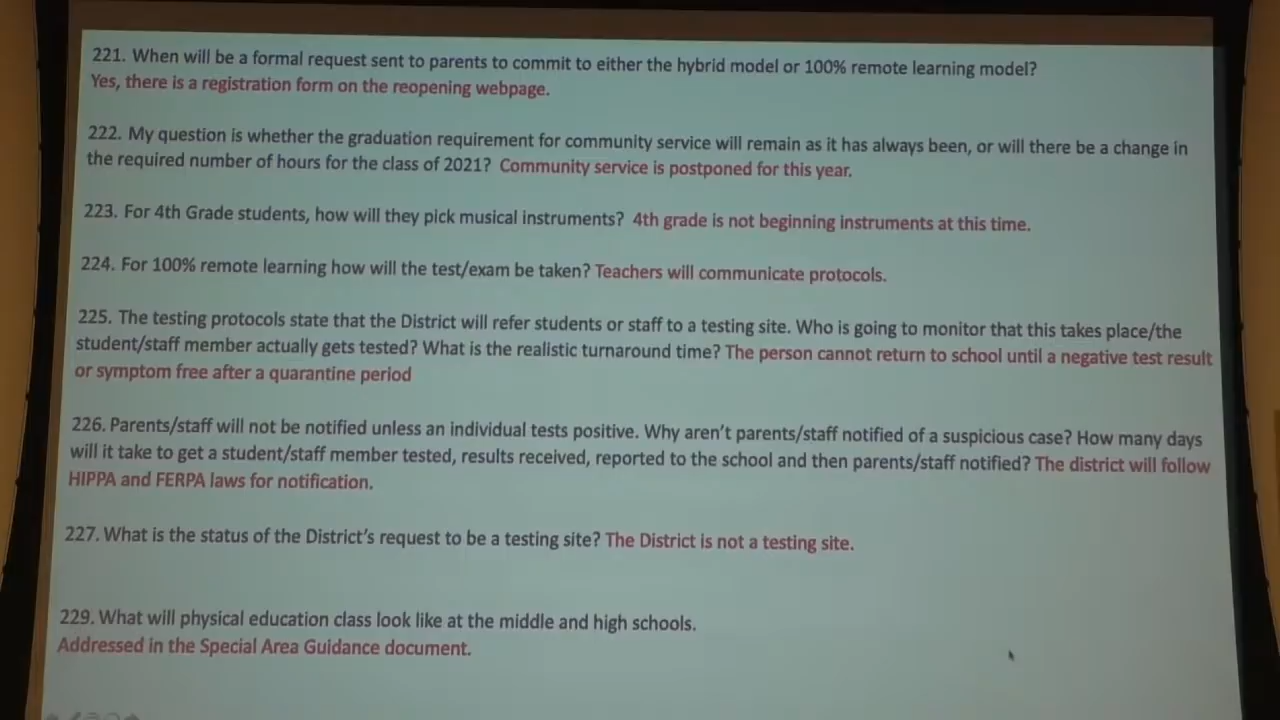 221. When will be a formal request sent to parents to commit to either the hybrid model or 100% remote learning model?
Yes, there is a registration form on the reopening webpage.
222. My question is whether the graduation requirement for community service will remain as it has always been, or will there be a change in
the required number of hours for the class of 2021? Community service is postponed for this year.
223. For 4th Grade students, how will they pick musical instruments? 4th grade is not beginning instruments at this time.
224. For 100% remote learning how will the test/exam be taken? Teachers will communicate protocols.
225. The testing protocols state that the District will refer students or staff to a testing site. Who is going to monitor that this takes place/the
student/staff member actually gets tested? What is the realistic turnaround time? The person cannot return to school until a negative test result
or symptom free after a quarantine period
226. Parents/staff will not be notified unless an individual tests positive. Why aren't parents/staff notified of a suspicious case? How many days
will it take to get a student/staff member tested, results received, reported to the school and then parents/staff notified? The district will follow
HIPPA and FERPA laws for notification.
227. What is the status of the District's request to be a testing site? The District is not a testing site.
229. What will physical education class look like at the middle and high schools.
Addressed in the Special Area Guidance document.